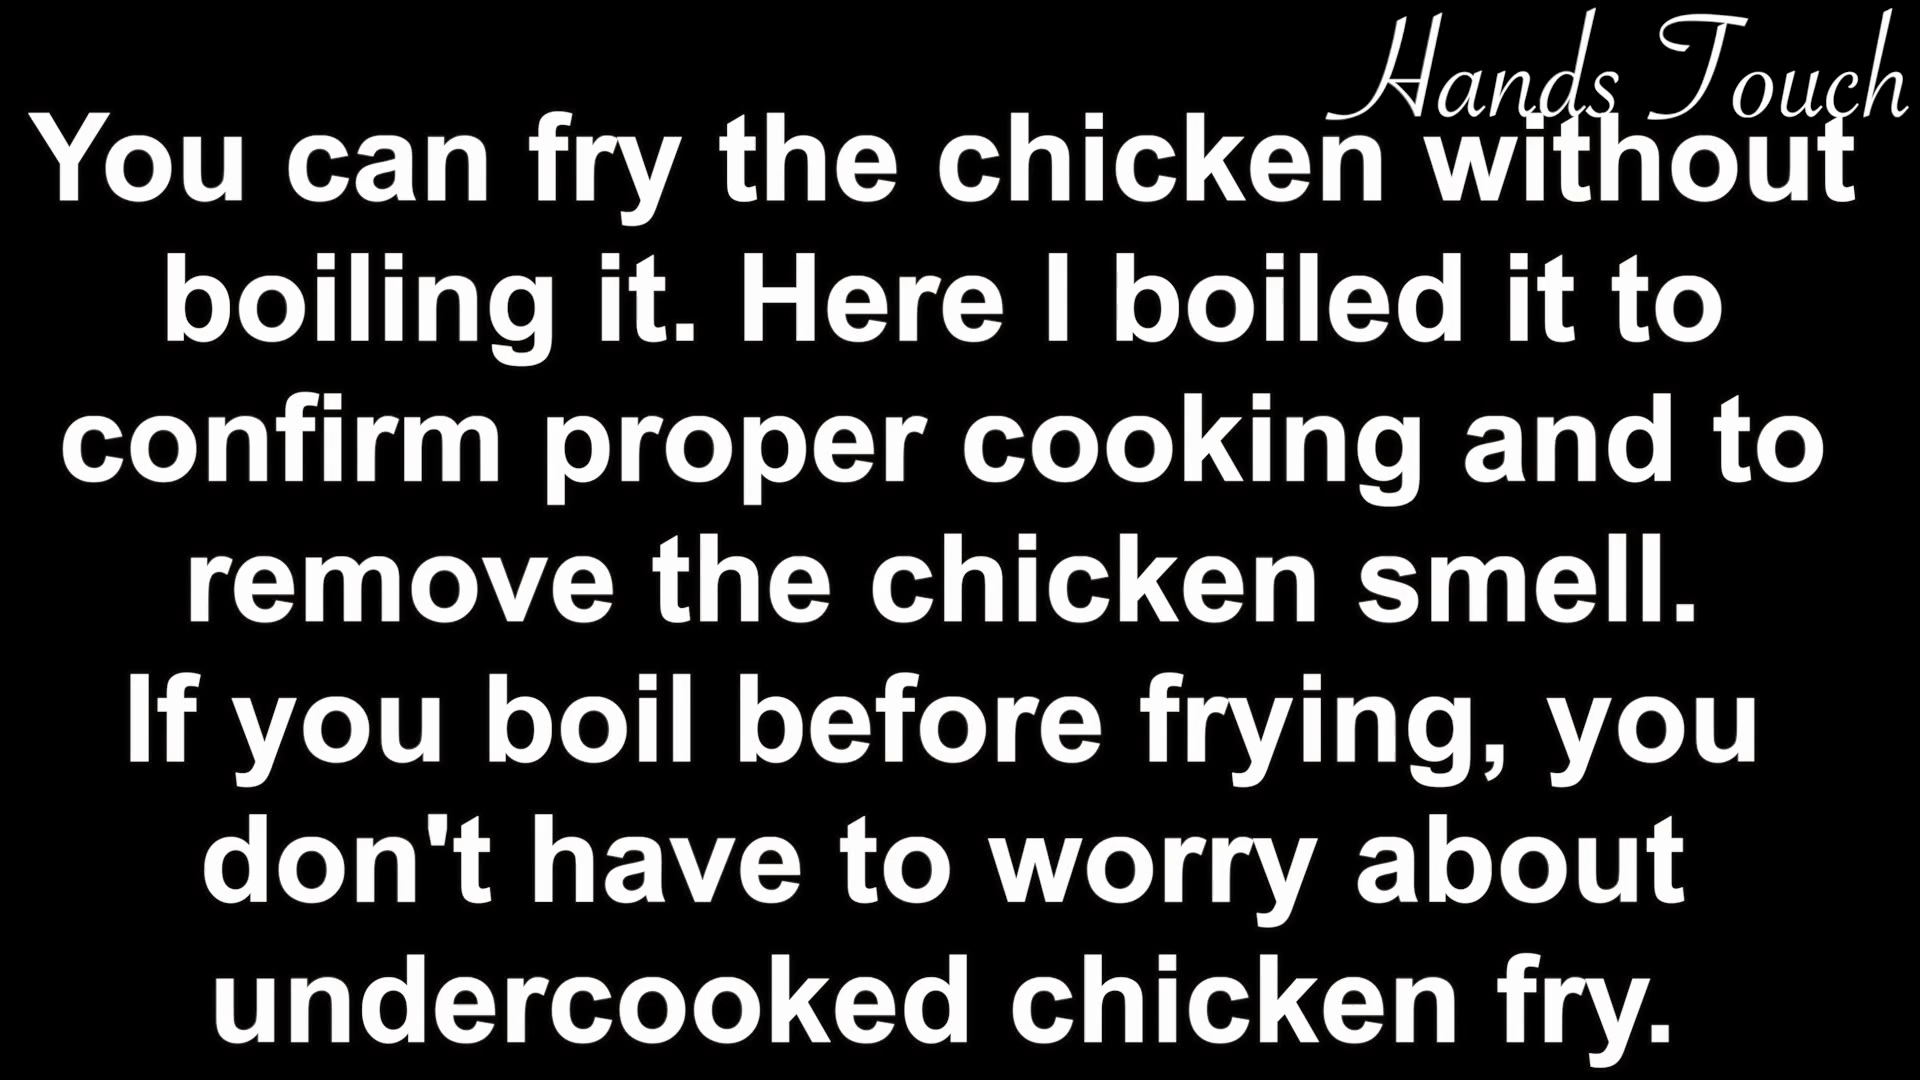 Hands Touch
You can fry the chicken without
boiling it. Here I boiled it to
confirm proper cooking and to
remove the chicken smell.
If you boil before frying, you
don't have to worry about
undercooked chicken fry.